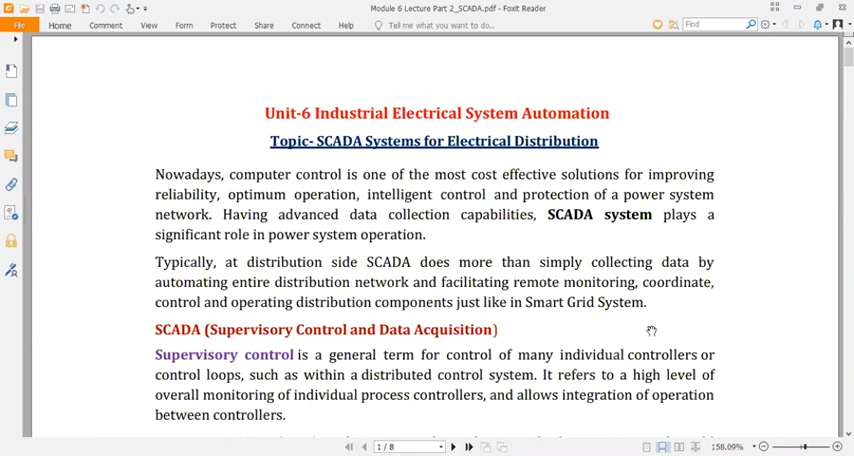 Module 6 Lecture Part 2_SCADA.pdf - Foxit Reader
File Home Comment View Form Protect Share Connect Help Tell me what you want to do... Find
Unit-6 Industrial Electrical System Automation
Topic- SCADA Systems for Electrical Distribution
Nowadays, computer control is one of the most cost effective solutions for improving
reliability, optimum operation, intelligent control and protection of a power system
network. Having advanced data collection capabilities, SCADA system plays a
significant role in power system operation.
Typically, at distribution side SCADA does more than simply collecting data by
automating entire distribution network and facilitating remote monitoring, coordinate,
control and operating distribution components just like in Smart Grid System.
SCADA (Supervisory Control and Data Acquisition)
Supervisory control is a general term for control of many individual controllers or
control loops, such as within a distributed control system. It refers to a high level of
overall monitoring of individual process controllers, and allows integration of operation
between controllers.
1 / 8 158.09%